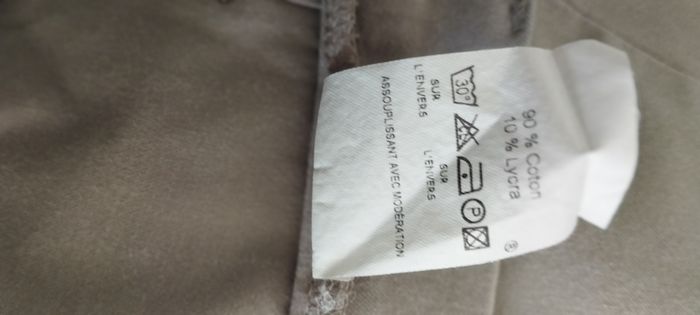 90 % Coton
10 % Lycra ®
30° P
SUR SUR
L'ENVERS L'ENVERS
ASSOUPLISSANT AVEC MODERATION